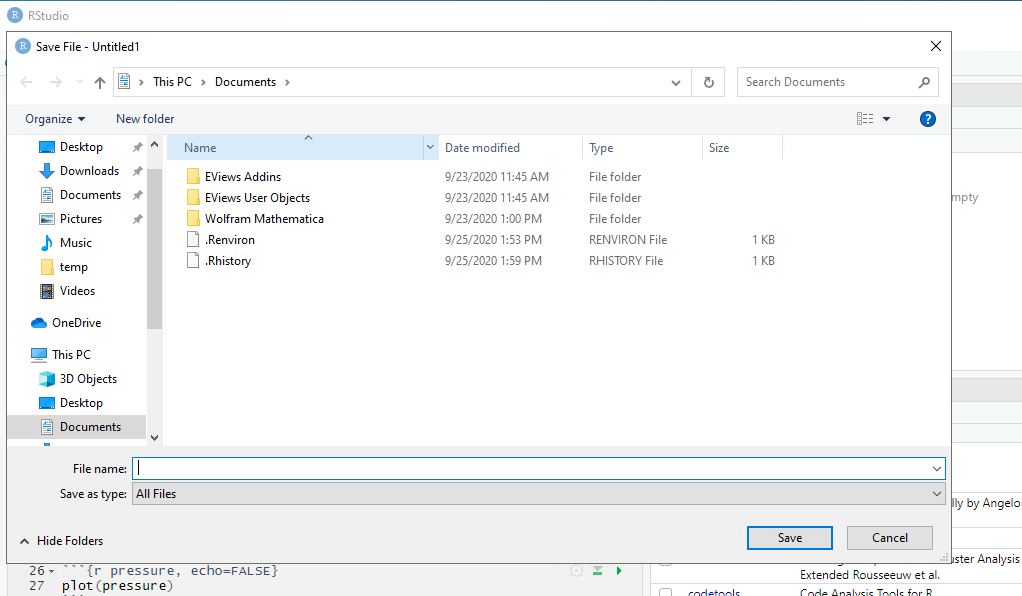 R RStudio
R Save File - Untitled1
This PC > Documents >
Search Documents
Organize
New folder
Name Date modified Type Size
Desktop
Downloads
Documents
Pictures
Music
temp
Videos
OneDrive
This PC
3D Objects
Desktop
Documents
EViews Addins 9/23/2020 11:45 AM File folder
EViews User Objects 9/23/2020 11:45 AM File folder
Wolfram Mathematica 9/23/2020 1:00 PM File folder
.Renviron 9/25/2020 1:53 PM RENVIRON File 1 KB
.Rhistory 9/25/2020 1:59 PM RHISTORY File 1 KB
File name:
Save as type: All Files
Hide Folders
Save Cancel
mpty
lly by Angelo
uster Analysis
Extended Rousseeuw et al.
codetools Code Analysis Tools for R
26 ```{r pressure, echo=FALSE}
27 plot(pressure)